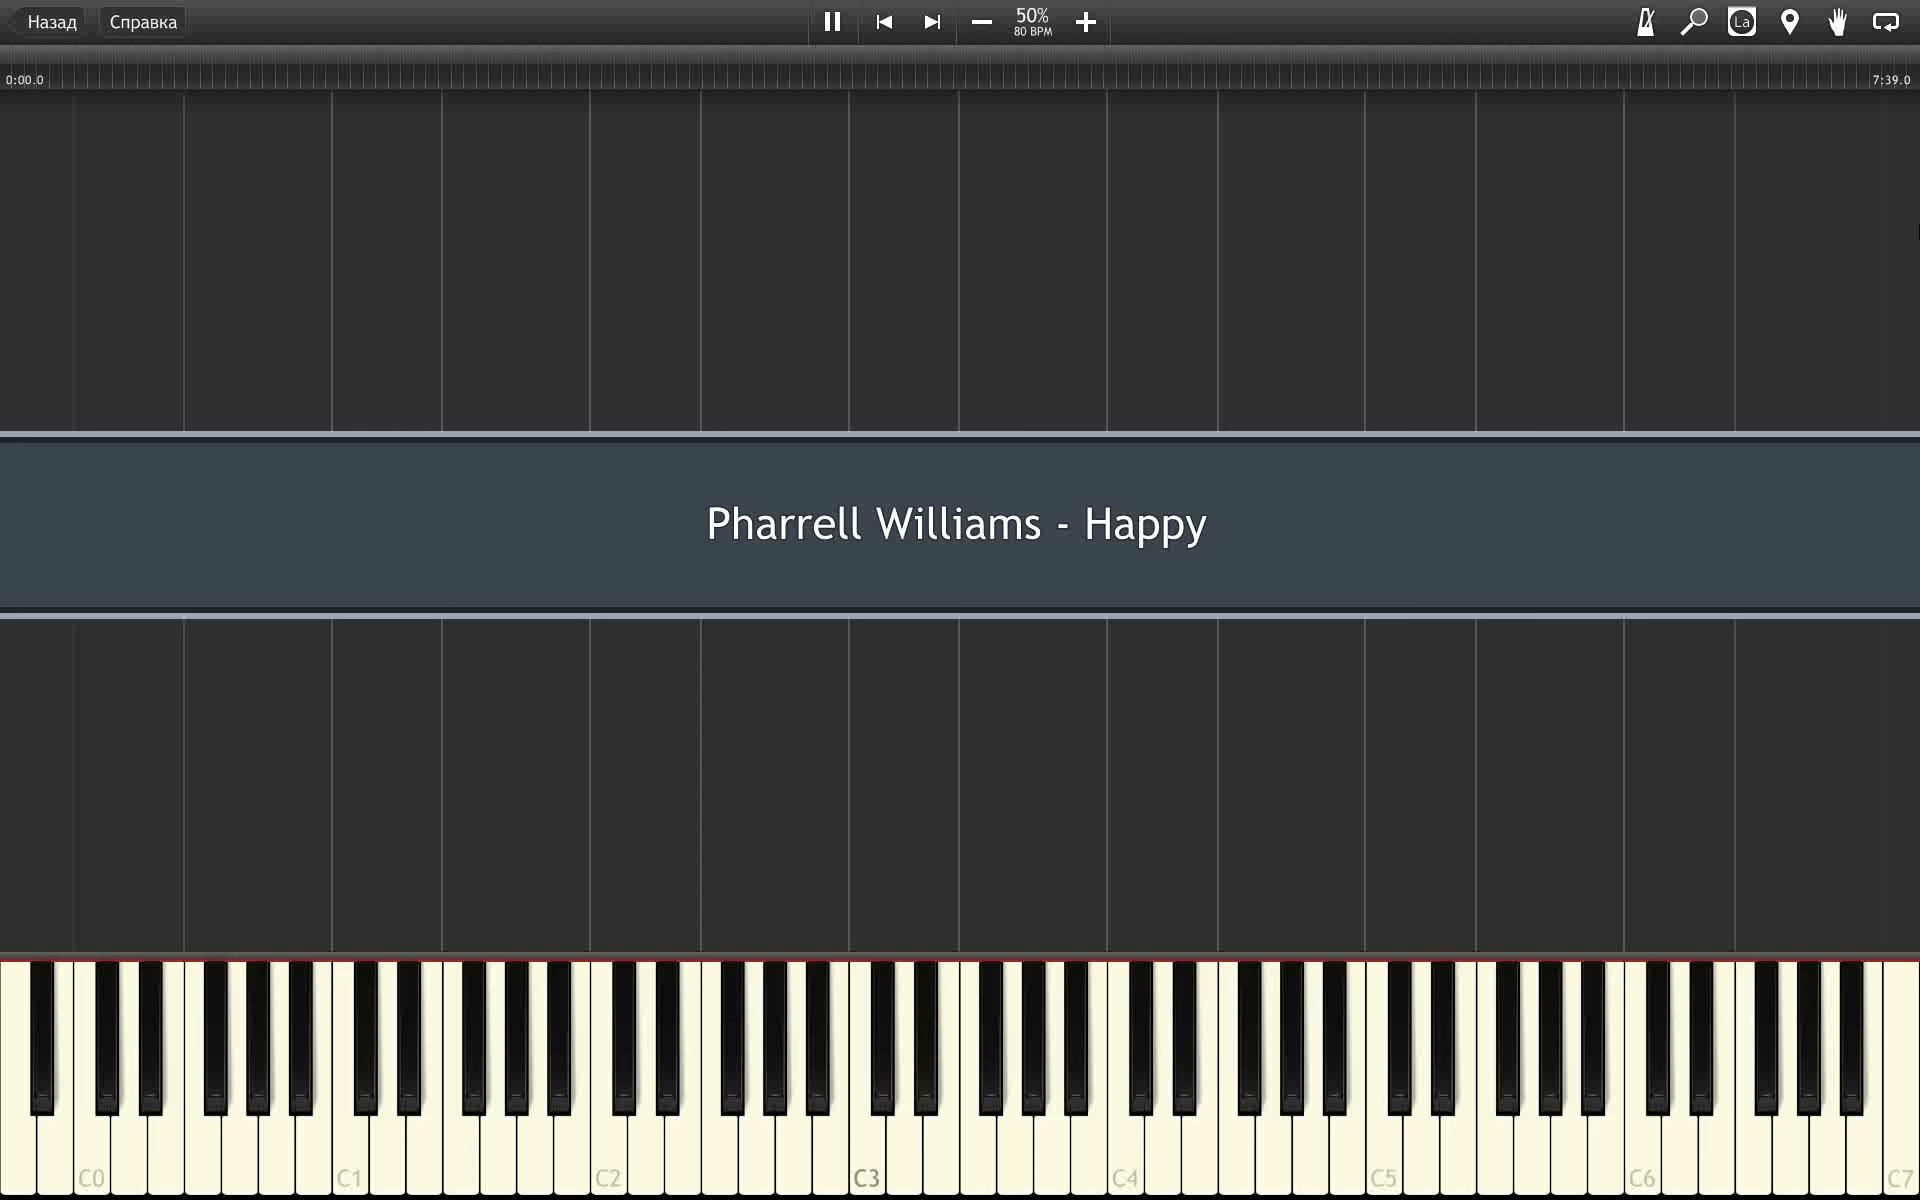 Назад Справка 50% La
80 BPM
0:00.0 7:39.0
Pharrell Williams - Happy
C0 C1 C2 C3 C4 C5 C6 C7